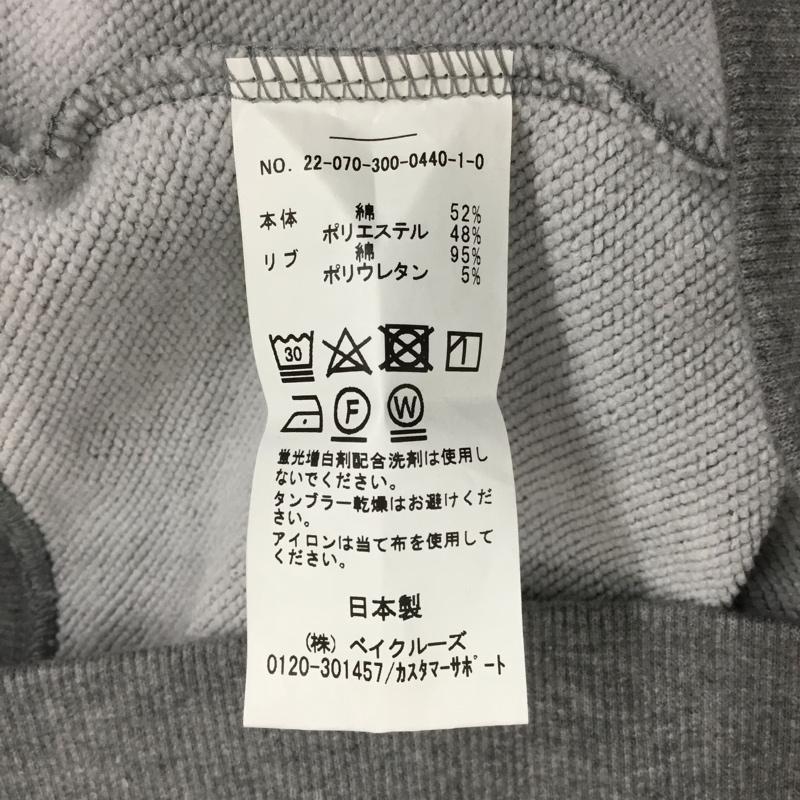 NO. 22-070-300-0440-1-0
本体 綿 52%
ポリエステル 48%
リブ 綿 95%
ポリウレタン 5%
30
F W
蛍光増白剤配合洗剤は使用し
ないでください。
タンブラー乾燥はお避けくだ
さい。
アイロンは当て布を使用して
ください。
日本製
(株) ベイクルーズ
0120-301457/カスタマーサポート